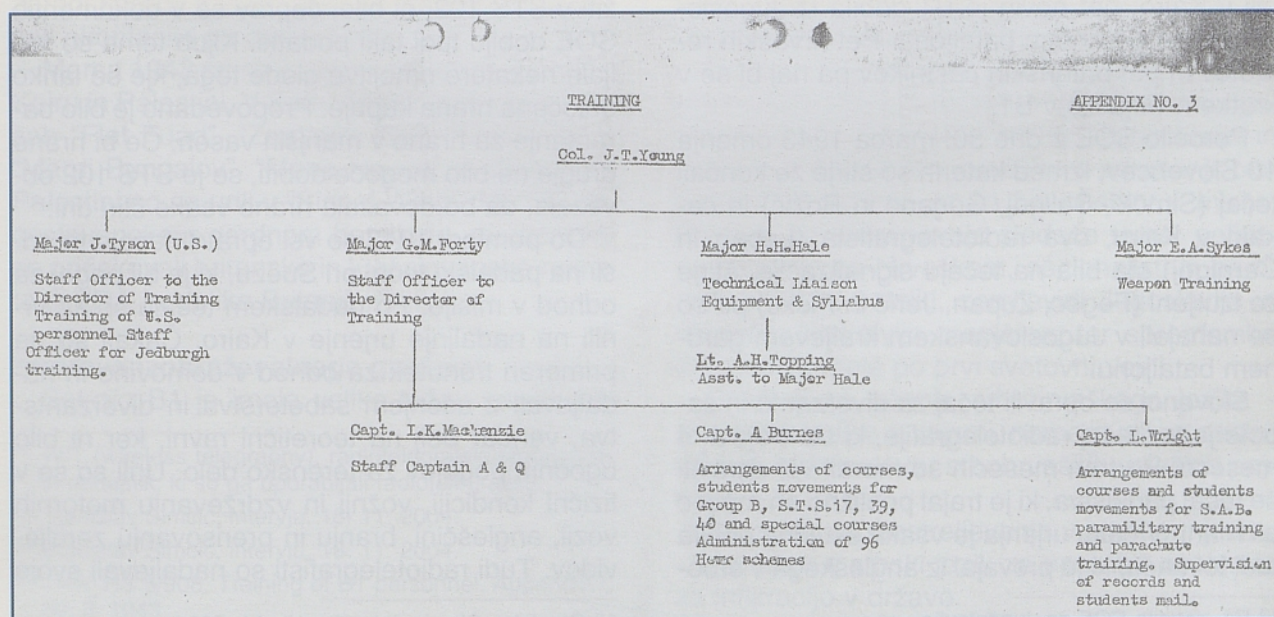 TRAINING
APPENDIX NO. 3
Col. J.T.Young
Major J.Tyson (U.S.)
Staff Officer to the
Director of Training
Training of U.S.
personnel Staff
Officer for Jedburgh
training.
Major G.M.Forty
Staff Officer to
the Director of
Training
Major H.H.Hale
Technical Liaison
Equipment & Syllabus
Major E.A.Sykes
Weapon Training
Lt. A.H.Topping
Asst. to Major Hale
Capt. I.K.Mackenzie
Staff Captain A & Q
Capt. A Burnes
Arrangements of courses,
students movements for
Group B, S.T.S.17, 39,
40 and special courses
Administration of 96
Hour schemes
Capt. L.Wright
Arrangements of
courses and students
movements for S.A.B.
paramilitary training
and parachute
training. Supervision
of records and
students mail.